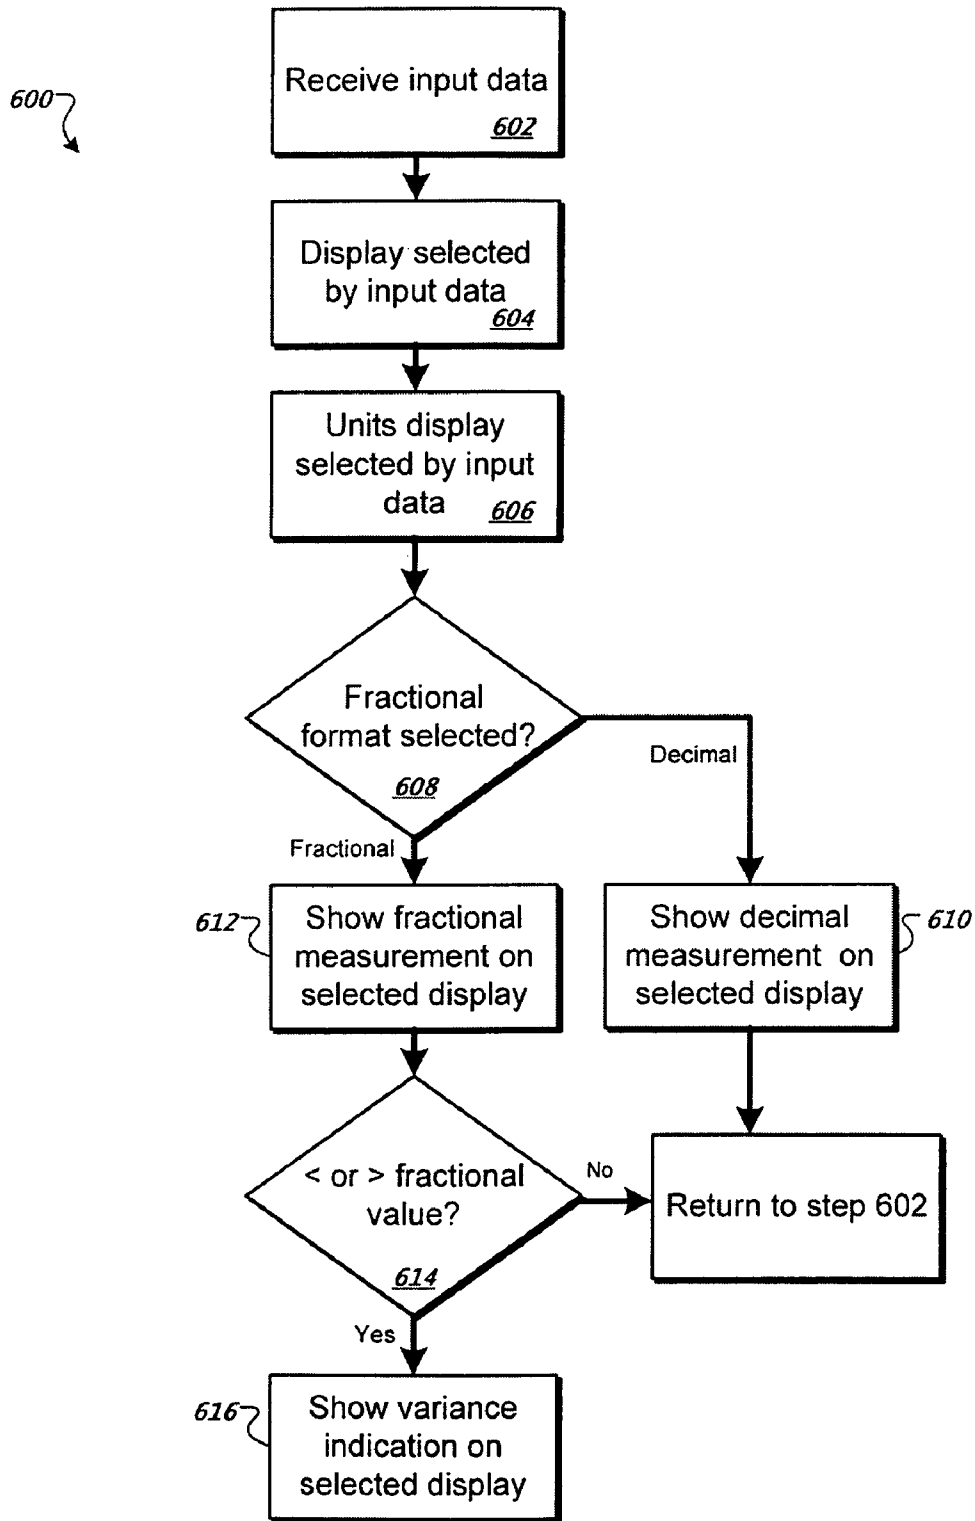 600
Receive input data
602
Display selected
by input data
604
Units display
selected by input
data
606
Fractional
format selected?
608
Decimal
Fractional
612
Show fractional
measurement on
selected display
Show decimal
measurement on
selected display
610
< or > fractional
value?
614
No
Return to step 602
Yes
616
Show variance
indication on
selected display